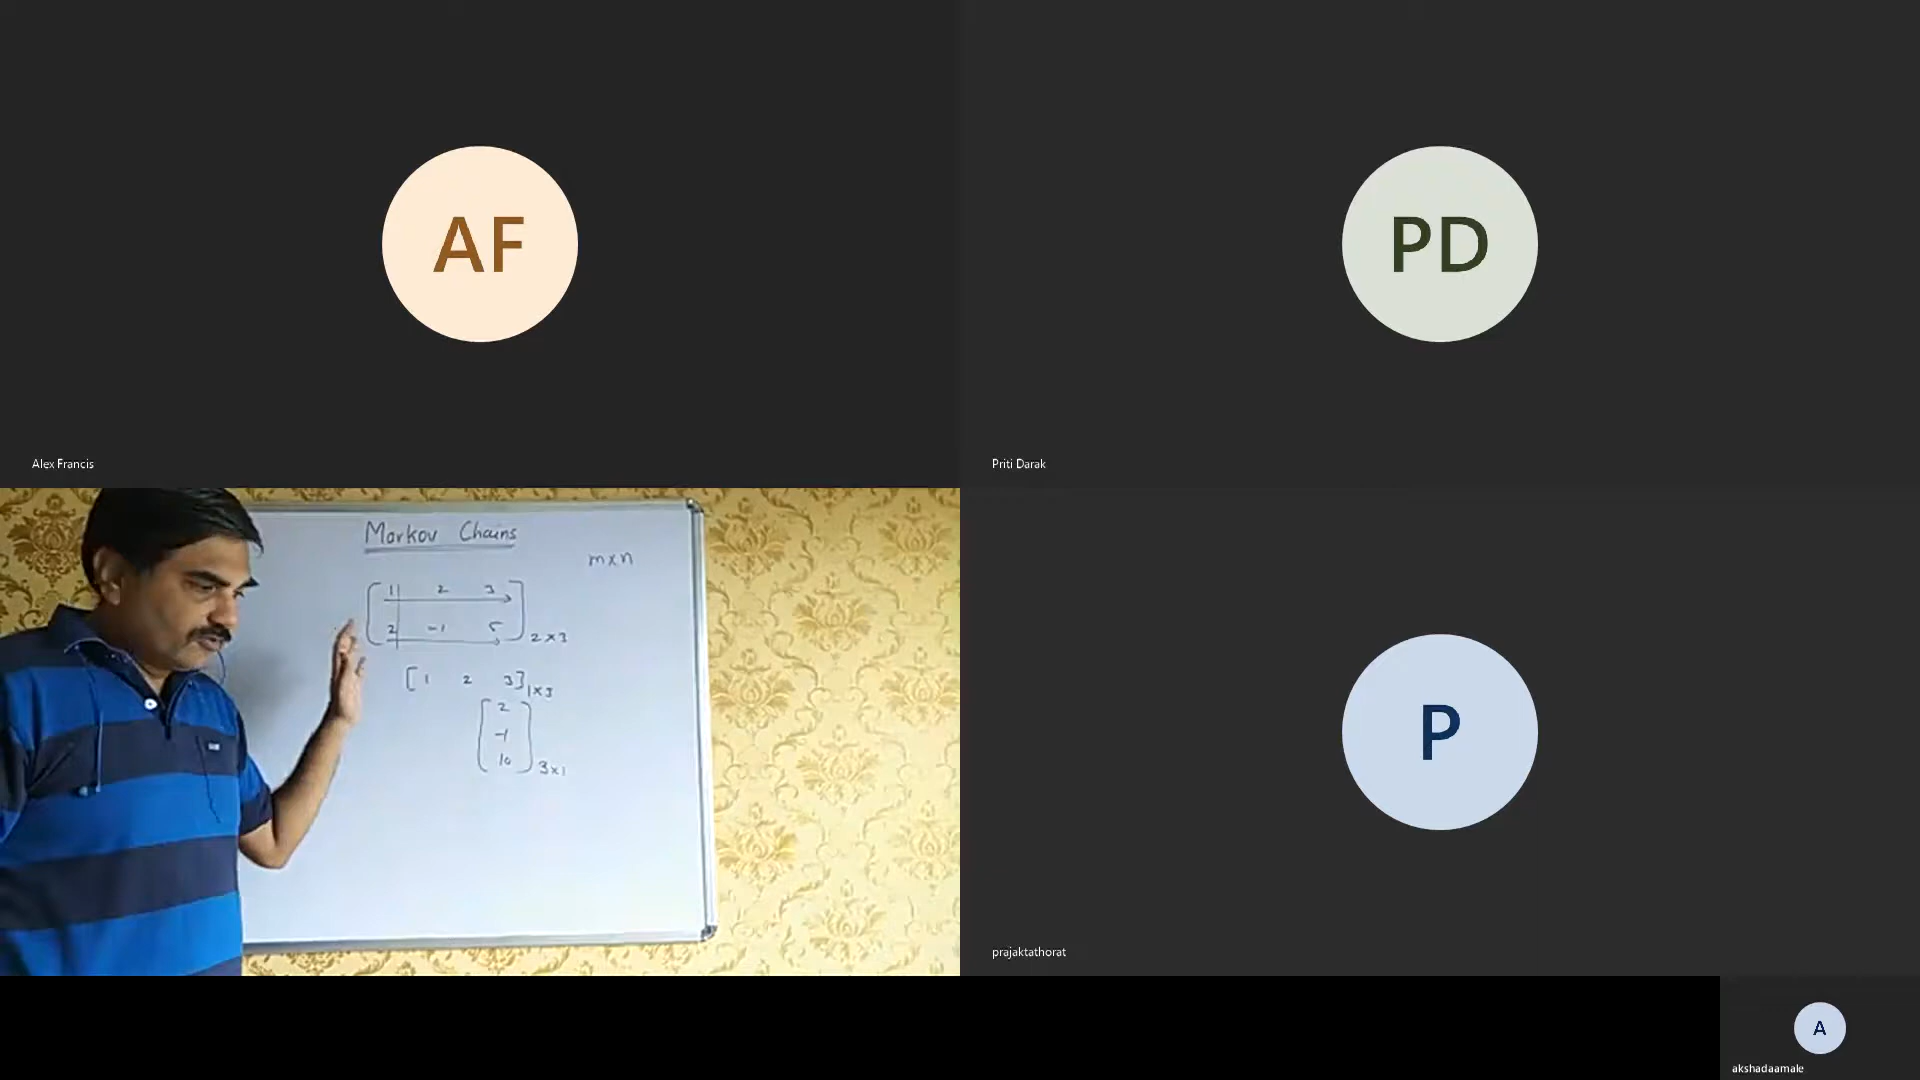 AF
Alex Francis
PD
Priti Darak
Markov Chains
m x n
1 2 3
2 -1 5
2 x 3
[ 1 2 3 ] 1 x 3
2
-1
10
3 x 1
P
prajaktathorat
A
akshadaamale